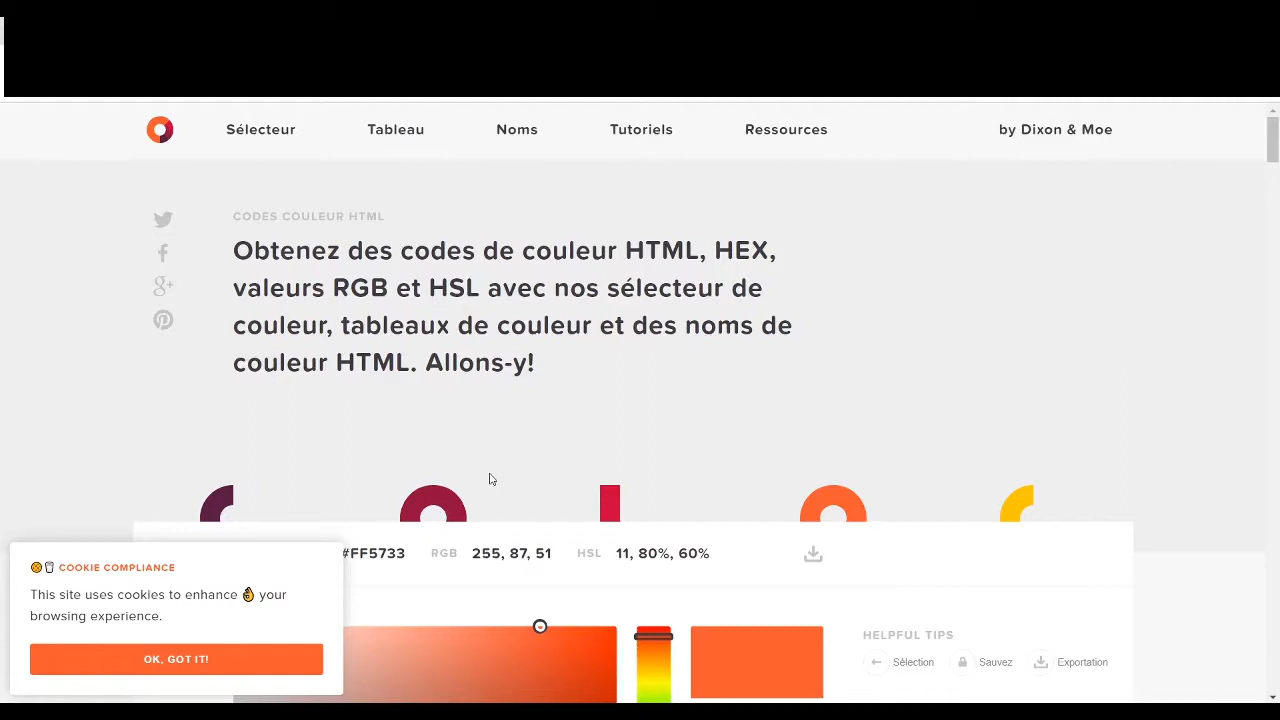 Sélecteur Tableau Noms Tutoriels Ressources by Dixon & Moe
CODES COULEUR HTML
Obtenez des codes de couleur HTML, HEX,
valeurs RGB et HSL avec nos sélecteur de
couleur, tableaux de couleur et des noms de
couleur HTML. Allons-y!
#FF5733 RGB 255, 87, 51 HSL 11, 80%, 60%
COOKIE COMPLIANCE
This site uses cookies to enhance 👌 your
browsing experience.
OK, GOT IT!
HELPFUL TIPS
Sélection Sauvez Exportation